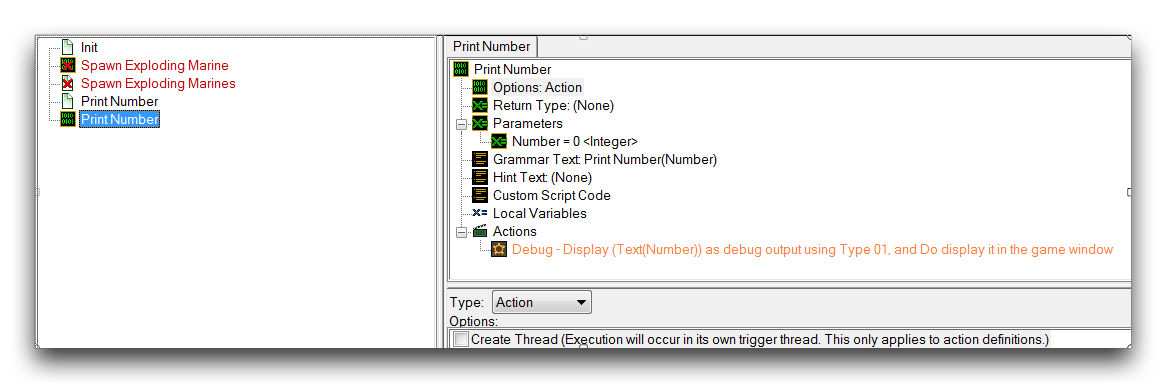 Init
Spawn Exploding Marine
Spawn Exploding Marines
Print Number
Print Number
Print Number
Print Number
Options: Action
Return Type: (None)
Parameters
Number = 0 <Integer>
Grammar Text: Print Number(Number)
Hint Text: (None)
Custom Script Code
Local Variables
Actions
Debug - Display (Text(Number)) as debug output using Type 01, and Do display it in the game window
Type: Action
Options:
Create Thread (Execution will occur in its own trigger thread. This only applies to action definitions.)